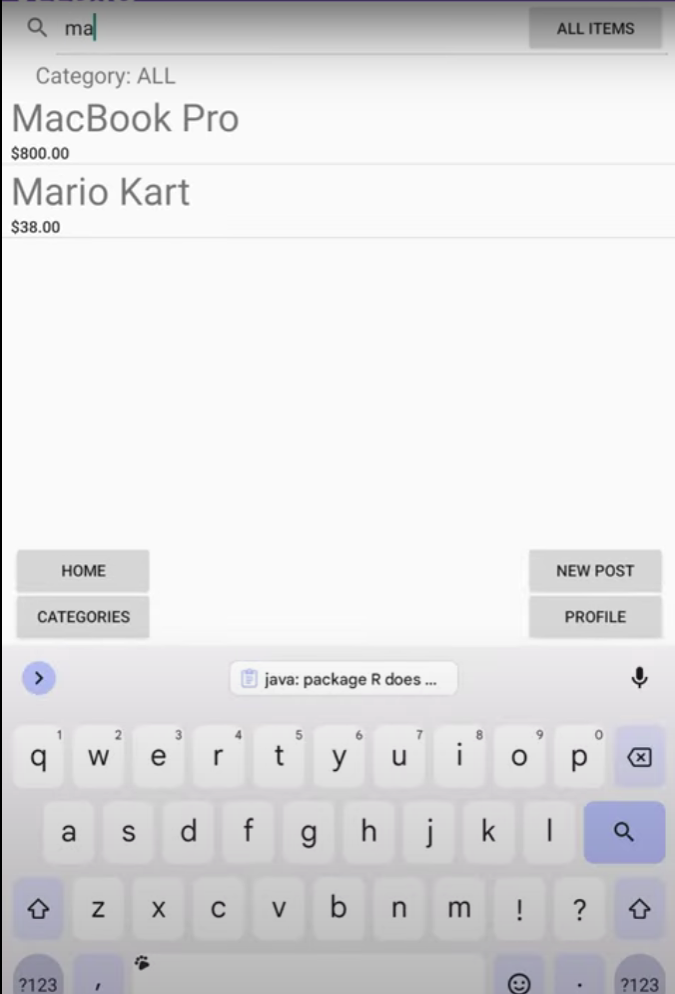 ma ALL ITEMS
Category: ALL
MacBook Pro
$800.00
Mario Kart
$38.00
HOME NEW POST
CATEGORIES PROFILE
java: package R does ...
1 2 3 4 5 6 7 8 9 0
q w e r t y u i o p
a s d f g h j k l
z x c v b n m ! ?
?123 , . ?123